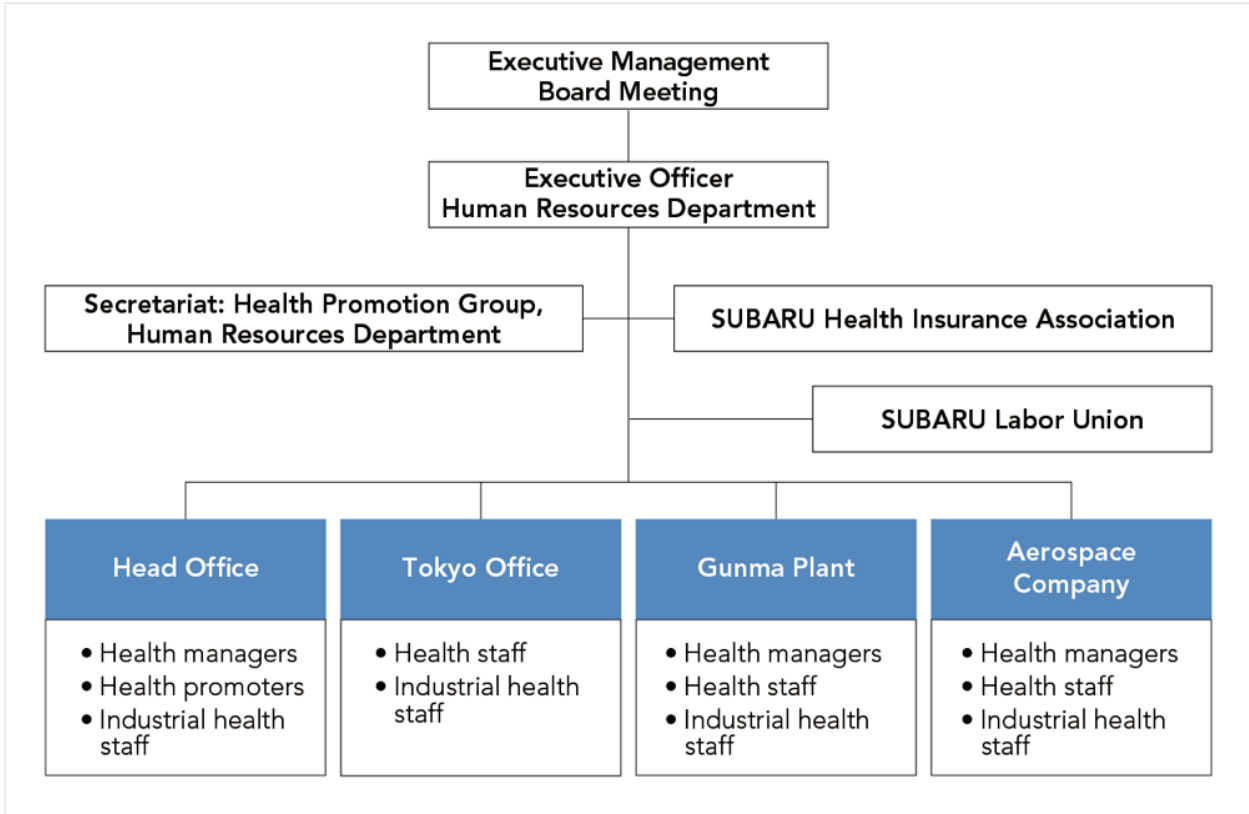 Executive Management
Board Meeting
Executive Officer
Human Resources Department
Secretariat: Health Promotion Group,
Human Resources Department
SUBARU Health Insurance Association
SUBARU Labor Union
Head Office
• Health managers
• Health promoters
• Industrial health
staff
Tokyo Office
• Health staff
• Industrial health
staff
Gunma Plant
• Health managers
• Health staff
• Industrial health
staff
Aerospace
Company
• Health managers
• Health staff
• Industrial health
staff